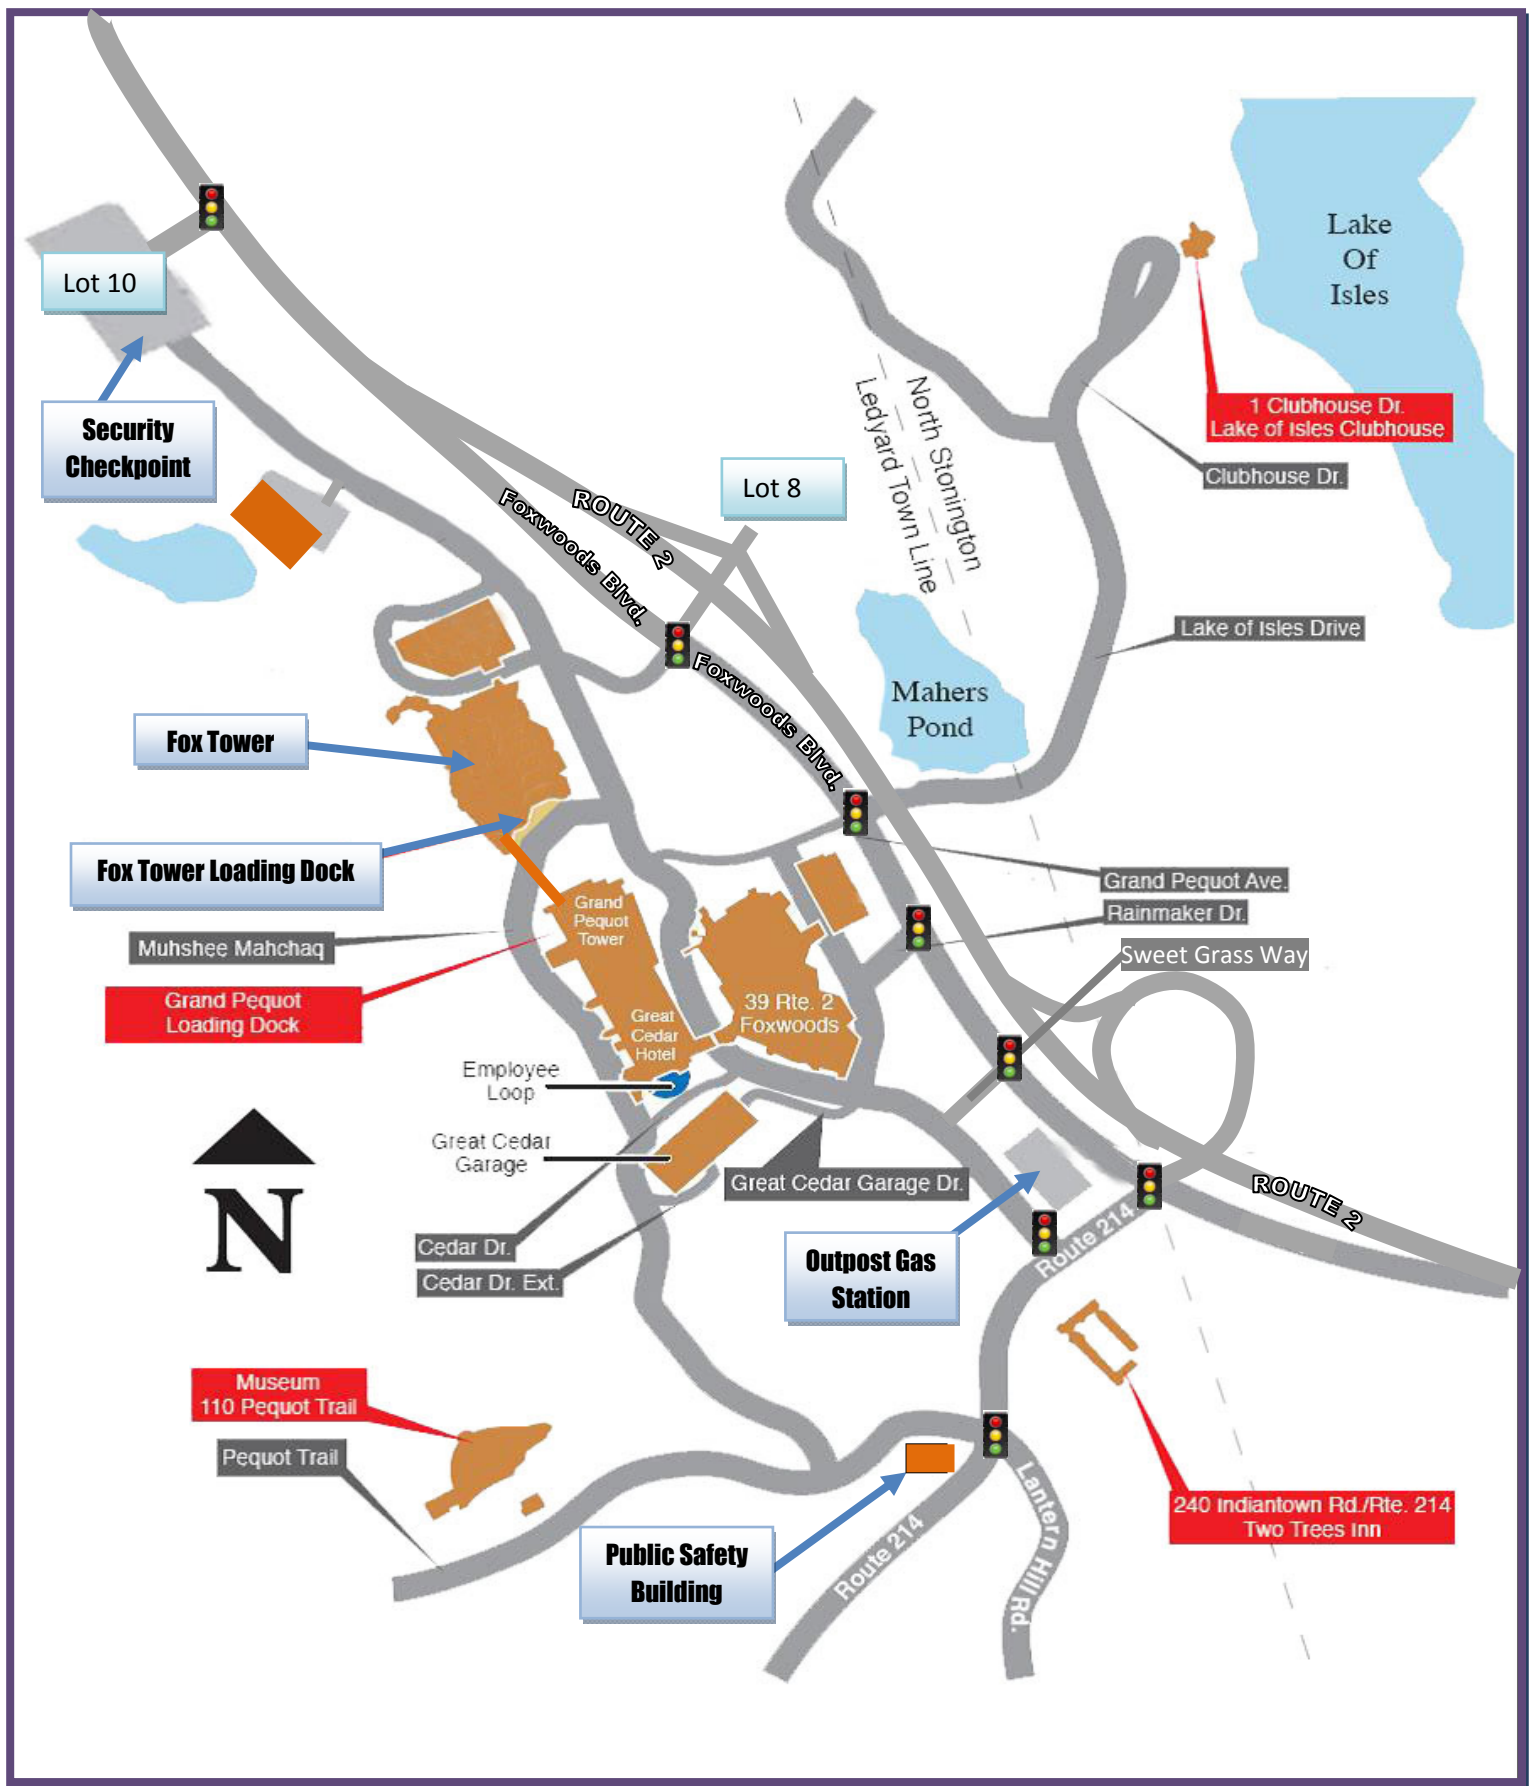 Lake
Of
Isles
Lot 10
1 Clubhouse Dr.
Lake of Isles Clubhouse
Security
Checkpoint
North Stonington
Ledyard Town Line
Clubhouse Dr.
Lot 8
ROUTE 2
Foxwoods Blvd.
Lake of Isles Drive
Foxwoods Blvd.
Mahers
Pond
Fox Tower
Fox Tower Loading Dock
Grand Pequot Ave.
Rainmaker Dr.
Grand
Pequot
Tower
Muhshee Mahchaq
Sweet Grass Way
Grand Pequot
Loading Dock
39 Rte. 2
Foxwoods
Great
Cedar
Hotel
Employee
Loop
Great Cedar
Garage
Great Cedar Garage Dr.
N
Cedar Dr.
Cedar Dr. Ext.
Route 214
ROUTE 2
Outpost Gas
Station
Museum
110 Pequot Trail
Pequot Trail
240 Indiantown Rd./Rte. 214
Two Trees Inn
Lantern Hill Rd.
Route 214
Public Safety
Building